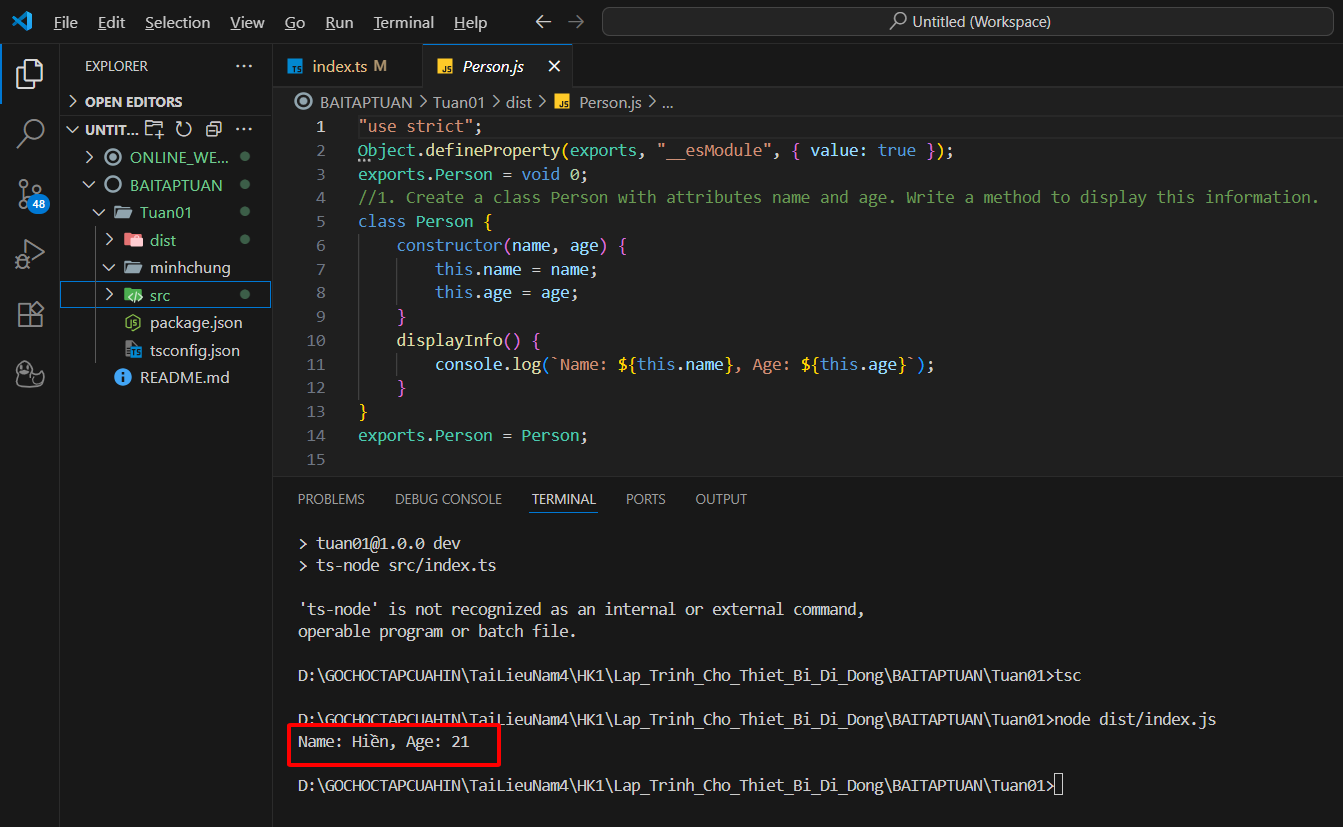 File Edit Selection View Go Run Terminal Help
Untitled (Workspace)
EXPLORER
OPEN EDITORS
UNTIT...
ONLINE_WE...
BAITAPTUAN
Tuan01
dist
minhchung
src
package.json
tsconfig.json
README.md
48
index.ts M
Person.js
BAITAPTUAN > Tuan01 > dist > Person.js > ...
1 "use strict";
2 Object.defineProperty(exports, "__esModule", { value: true });
3 exports.Person = void 0;
4 //1. Create a class Person with attributes name and age. Write a method to display this information.
5 class Person {
6 constructor(name, age) {
7 this.name = name;
8 this.age = age;
9 }
10 displayInfo() {
11 console.log(`Name: ${this.name}, Age: ${this.age}`);
12 }
13 }
14 exports.Person = Person;
15
PROBLEMS DEBUG CONSOLE TERMINAL PORTS OUTPUT
> tuan01@1.0.0 dev
> ts-node src/index.ts
'ts-node' is not recognized as an internal or external command,
operable program or batch file.
D:\GOCHOCTAPCUAHIN\TaiLieuNam4\HK1\Lap_Trinh_Cho_Thiet_Bi_Di_Dong\BAITAPTUAN\Tuan01>tsc
D:\GOCHOCTAPCUAHIN\TaiLieuNam4\HK1\Lap_Trinh_Cho_Thiet_Bi_Di_Dong\BAITAPTUAN\Tuan01>node dist/index.js
Name: Hiền, Age: 21
D:\GOCHOCTAPCUAHIN\TaiLieuNam4\HK1\Lap_Trinh_Cho_Thiet_Bi_Di_Dong\BAITAPTUAN\Tuan01>